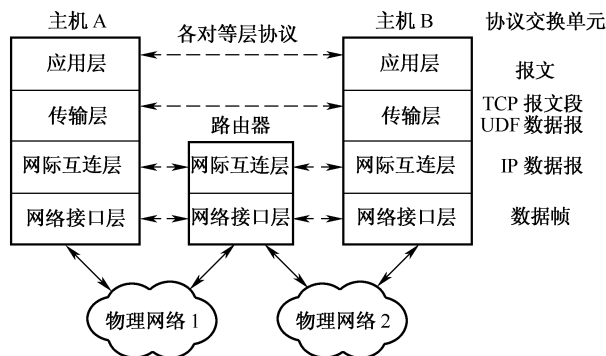 主机 A
主机 B
协议交换单元
各对等层协议
应用层
应用层
报文
传输层
传输层
TCP 报文段
UDF 数据报
路由器
网际互连层
网际互连层
网际互连层
IP 数据报
网络接口层
网络接口层
网络接口层
数据帧
物理网络 1
物理网络 2